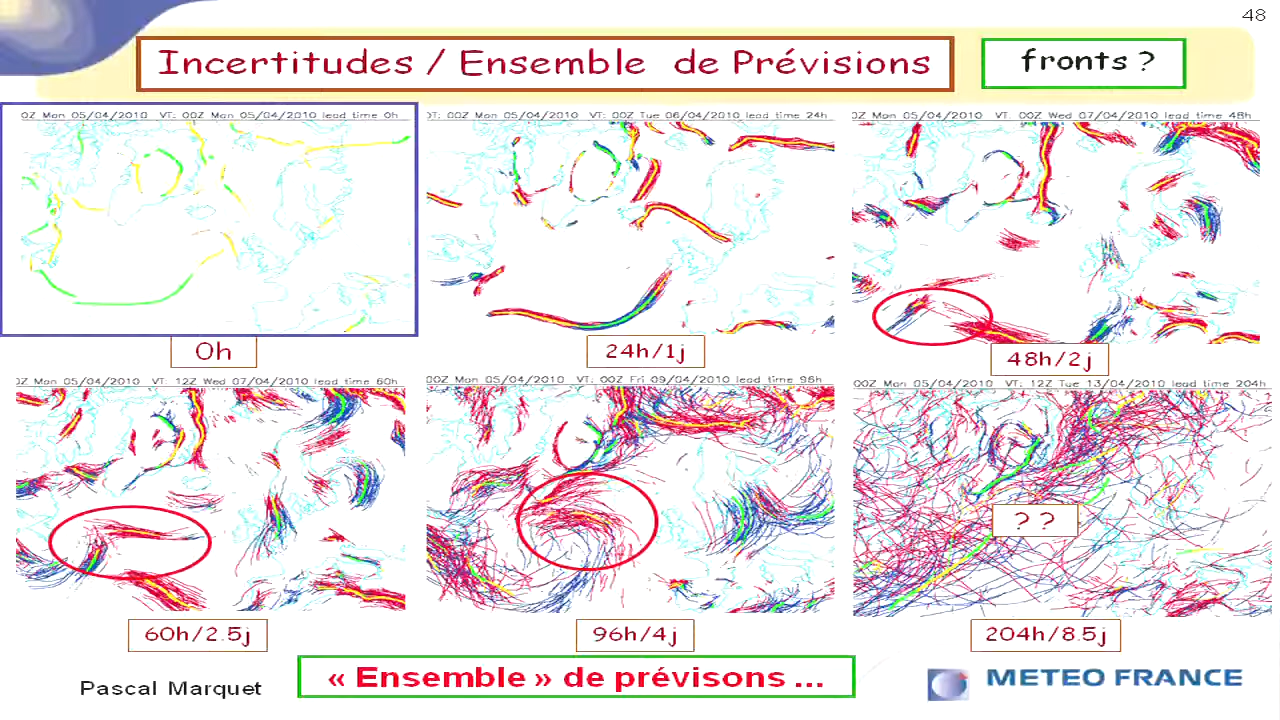 48
Incertitudes / Ensemble de Prévisions
fronts ?
0Z Mon 05/04/2010 VT: 00Z Mon 05/04/2010 lead time 0h
DT: 00Z Mon 05/04/2010 VT: 00Z Tue 06/04/2010 lead time 24h
0Z Mon 05/04/2010 VT: 00Z Wed 07/04/2010 lead time 48h
0h
24h/1j
48h/2j
0Z Mon 05/04/2010 VT: 12Z Wed 07/04/2010 lead time 60h
00Z Mon 05/04/2010 VT: 00Z Fri 09/04/2010 lead time 96h
00Z Mon 05/04/2010 VT: 12Z Tue 13/04/2010 lead time 204h
? ?
60h/2.5j
96h/4j
204h/8.5j
« Ensemble » de prévisons ...
Pascal Marquet
METEO FRANCE